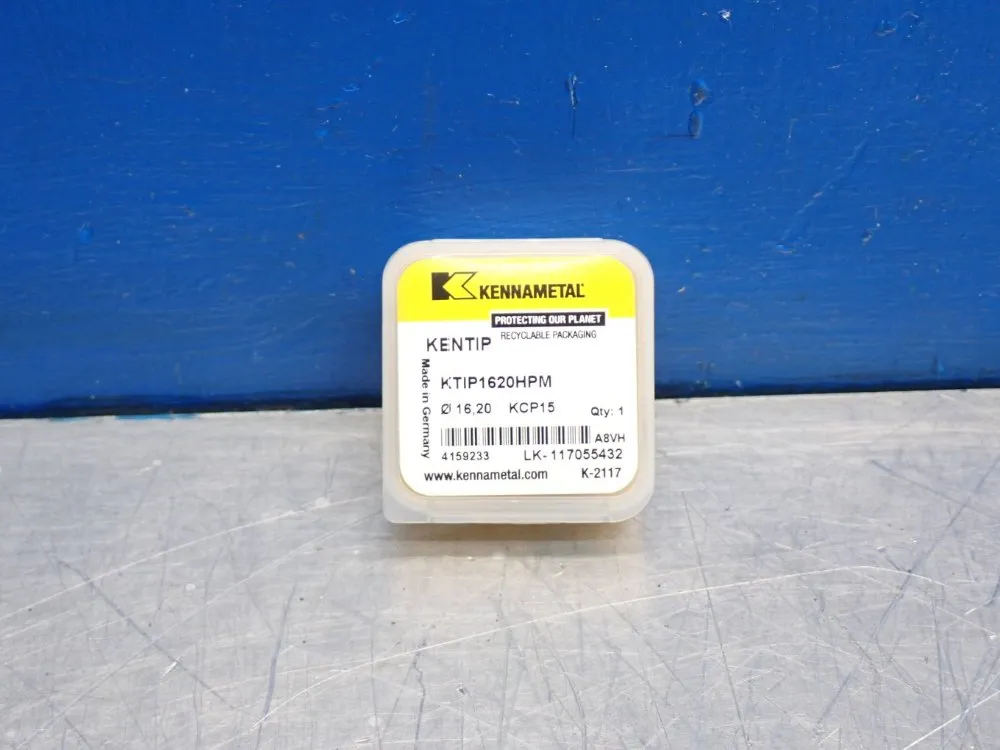 KENNAMETAL
PROTECTING OUR PLANET
RECYCLABLE PACKAGING
KENTIP
Made in Germany
KTIP1620HPM
Ø 16,20 KCP15 Qty: 1
A8VH
4159233 LK-117055432
www.kennametal.com K-2117